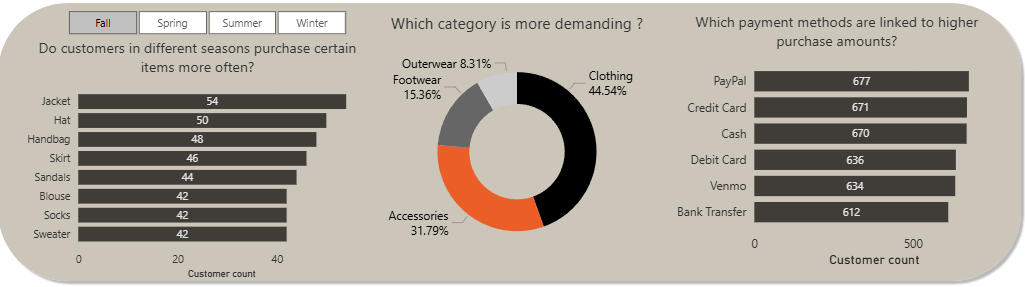 Fall Spring Summer Winter
Do customers in different seasons purchase certain
items more often?
Jacket 54
Hat 50
Handbag 48
Skirt 46
Sandals 44
Blouse 42
Socks 42
Sweater 42
0 20 40
Customer count
Which category is more demanding ?
Outerwear 8.31%
Footwear
15.36%
Clothing
44.54%
Accessories
31.79%
Which payment methods are linked to higher
purchase amounts?
PayPal 677
Credit Card 671
Cash 670
Debit Card 636
Venmo 634
Bank Transfer 612
0 500
Customer count